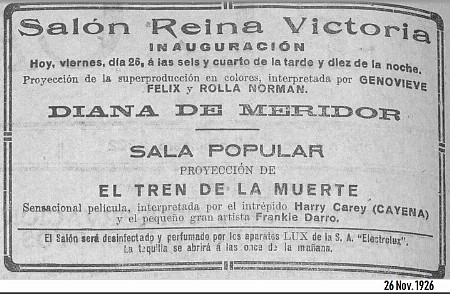 Salón Reina Victoria
INAUGURACIÓN
Hoy, viernes, día 26, á las seis y cuarto de la tarde y diez de la noche.
Proyección de la superproducción en colores, interpretada por GENOVIEVE
FELIX y ROLLA NORMAN.
DIANA DE MERIDOR
SALA POPULAR
PROYECCIÓN DE
EL TREN DE LA MUERTE
Sensacional película, interpretada por el intrépido Harry Carey (CAYENA)
y el pequeño gran artista Frankie Darro.
El Salón será desinfectado y perfumado por los aparatos LUX de la S. A. "Electrolux".
La taquilla se abrirá á las once de la mañana.
26 Nov. 1926